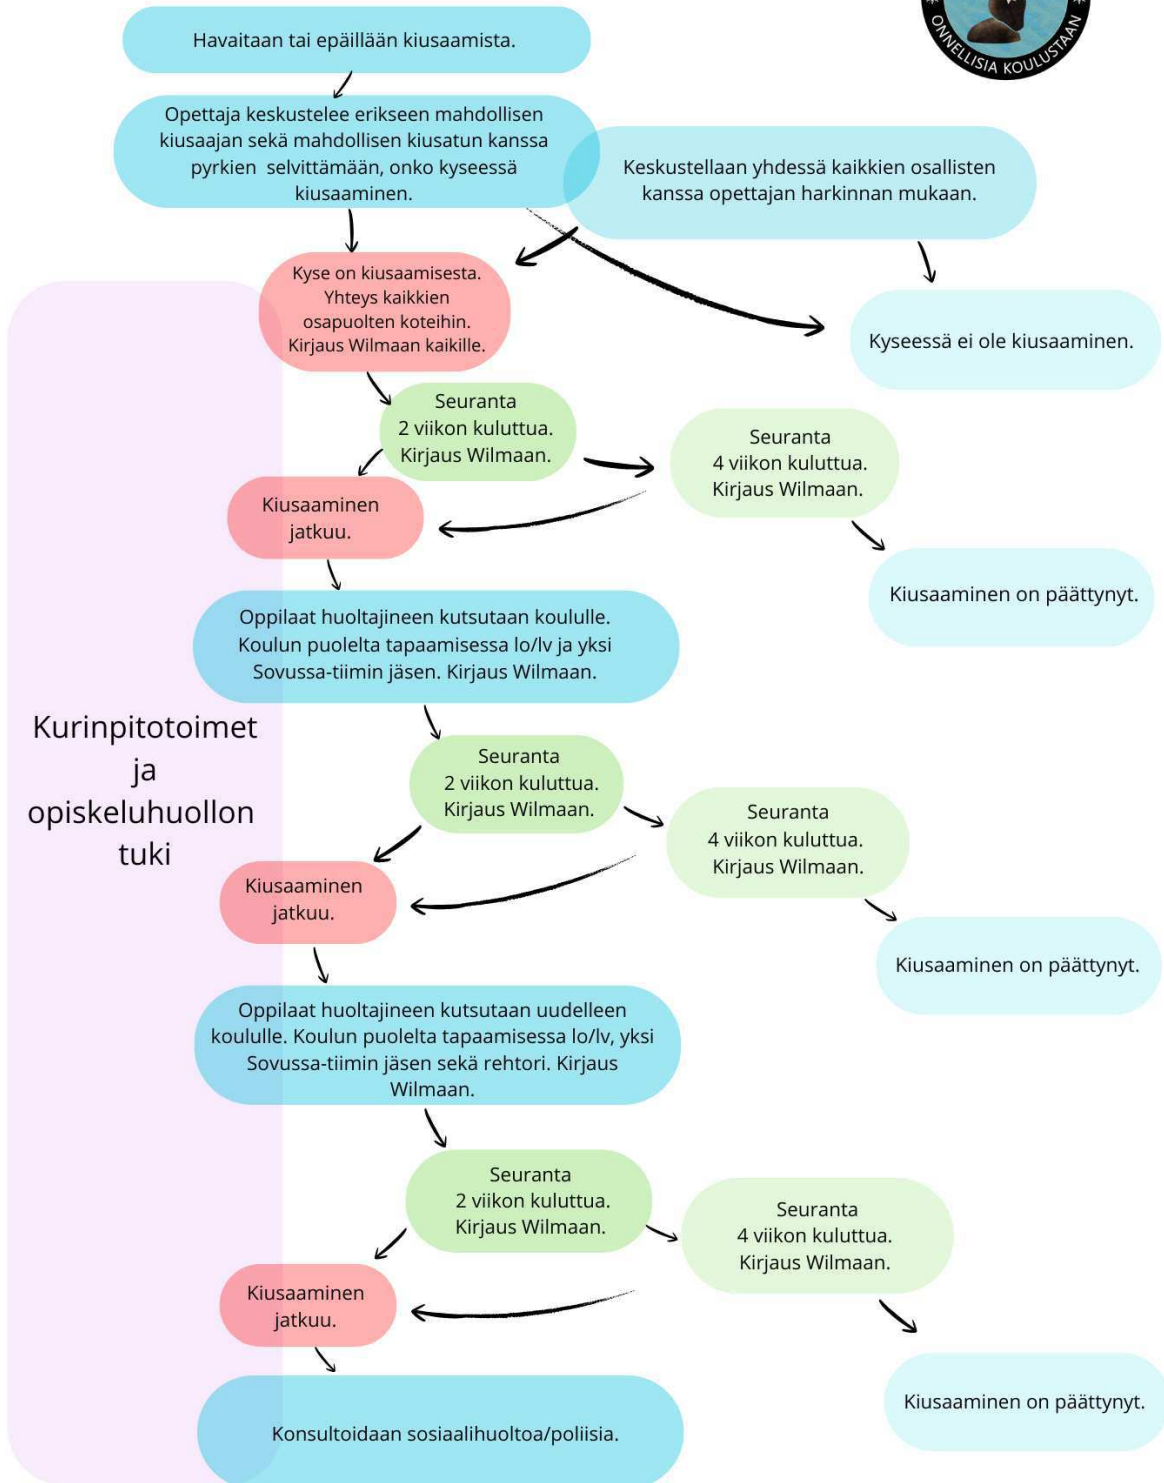 ONNELLISIA KOULUSTAAN
Havaitaan tai epäillään kiusaamista.
Opettaja keskustelee erikseen mahdollisen
kiusaajan sekä mahdollisen kiusatun kanssa
pyrkien selvittämään, onko kyseessä
kiusaaminen.
Keskustellaan yhdessä kaikkien osallisten
kanssa opettajan harkinnan mukaan.
Kyse on kiusaamisesta.
Yhteys kaikkien
osapuolten koteihin.
Kirjaus Wilmaan kaikille.
Kyseessä ei ole kiusaaminen.
Seuranta
2 viikon kuluttua.
Kirjaus Wilmaan.
Seuranta
4 viikon kuluttua.
Kirjaus Wilmaan.
Kiusaaminen
jatkuu.
Kiusaaminen on päättynyt.
Oppilaat huoltajineen kutsutaan koululle.
Koulun puolelta tapaamisessa lo/lv ja yksi
Sovussa-tiimin jäsen. Kirjaus Wilmaan.
Kurinpitotoimet
ja
opiskeluhuollon
tuki
Seuranta
2 viikon kuluttua.
Kirjaus Wilmaan.
Seuranta
4 viikon kuluttua.
Kirjaus Wilmaan.
Kiusaaminen
jatkuu.
Kiusaaminen on päättynyt.
Oppilaat huoltajineen kutsutaan uudelleen
koululle. Koulun puolelta tapaamisessa lo/lv, yksi
Sovussa-tiimin jäsen sekä rehtori. Kirjaus
Wilmaan.
Seuranta
2 viikon kuluttua.
Kirjaus Wilmaan.
Seuranta
4 viikon kuluttua.
Kirjaus Wilmaan.
Kiusaaminen
jatkuu.
Kiusaaminen on päättynyt.
Konsultoidaan sosiaalihuoltoa/poliisia.